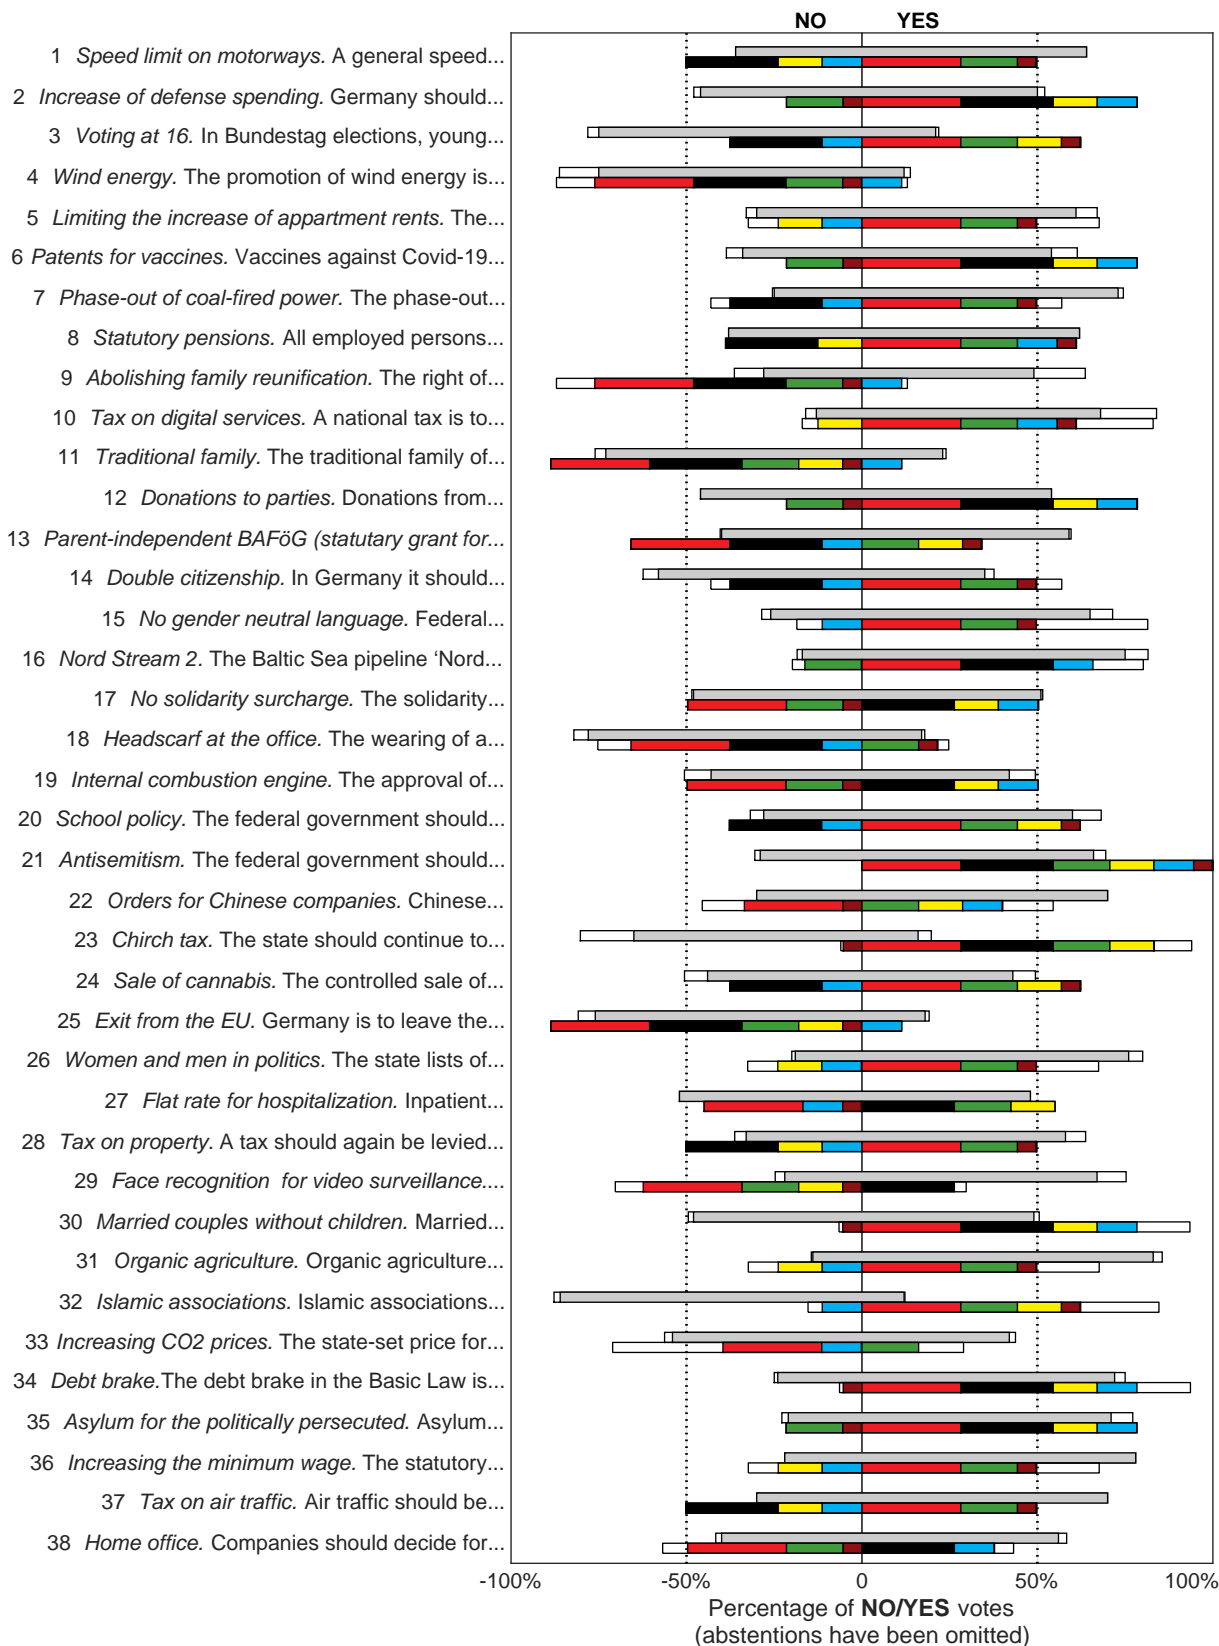 NO YES
1 Speed limit on motorways. A general speed...
2 Increase of defense spending. Germany should...
3 Voting at 16. In Bundestag elections, young...
4 Wind energy. The promotion of wind energy is...
5 Limiting the increase of appartment rents. The...
6 Patents for vaccines. Vaccines against Covid-19...
7 Phase-out of coal-fired power. The phase-out...
8 Statutory pensions. All employed persons...
9 Abolishing family reunification. The right of...
10 Tax on digital services. A national tax is to...
11 Traditional family. The traditional family of...
12 Donations to parties. Donations from...
13 Parent-independent BAFöG (statutary grant for...
14 Double citizenship. In Germany it should...
15 No gender neutral language. Federal...
16 Nord Stream 2. The Baltic Sea pipeline ‘Nord...
17 No solidarity surcharge. The solidarity...
18 Headscarf at the office. The wearing of a...
19 Internal combustion engine. The approval of...
20 School policy. The federal government should...
21 Antisemitism. The federal government should...
22 Orders for Chinese companies. Chinese...
23 Chirch tax. The state should continue to...
24 Sale of cannabis. The controlled sale of...
25 Exit from the EU. Germany is to leave the...
26 Women and men in politics. The state lists of...
27 Flat rate for hospitalization. Inpatient...
28 Tax on property. A tax should again be levied...
29 Face recognition for video surveillance....
30 Married couples without children. Married...
31 Organic agriculture. Organic agriculture...
32 Islamic associations. Islamic associations...
33 Increasing CO2 prices. The state-set price for...
34 Debt brake.The debt brake in the Basic Law is...
35 Asylum for the politically persecuted. Asylum...
36 Increasing the minimum wage. The statutory...
37 Tax on air traffic. Air traffic should be...
38 Home office. Companies should decide for...
-100% -50% 0 50% 100%
Percentage of NO/YES votes
(abstentions have been omitted)